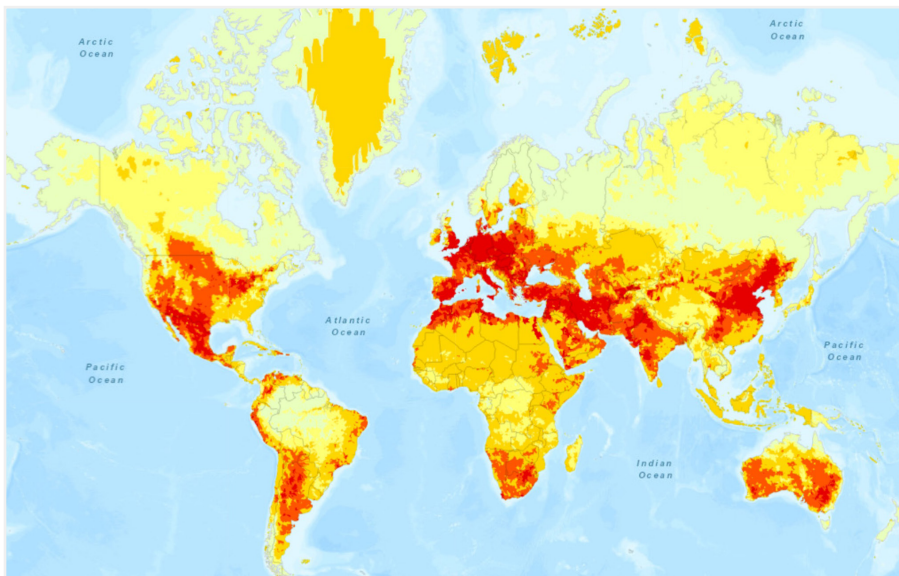 Arctic
Ocean
Arctic
Ocean
Atlantic
Ocean
Pacific
Ocean
Pacific
Ocean
Indian
Ocean